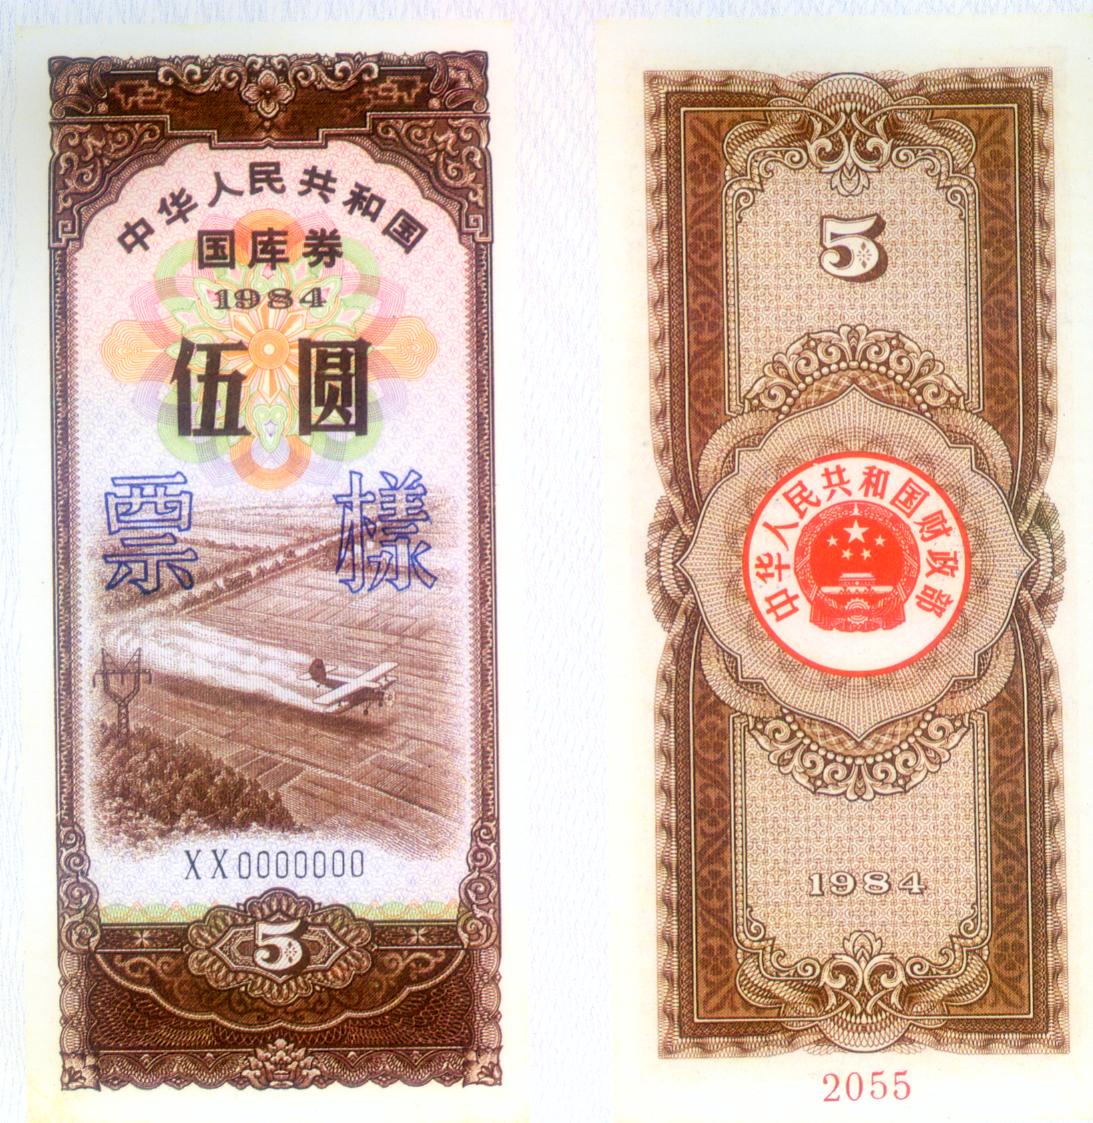 中华人民共和国
国库券
1984
伍圆
票 樣
XX0000000
5
5
中华人民共和国财政部
1984
2055